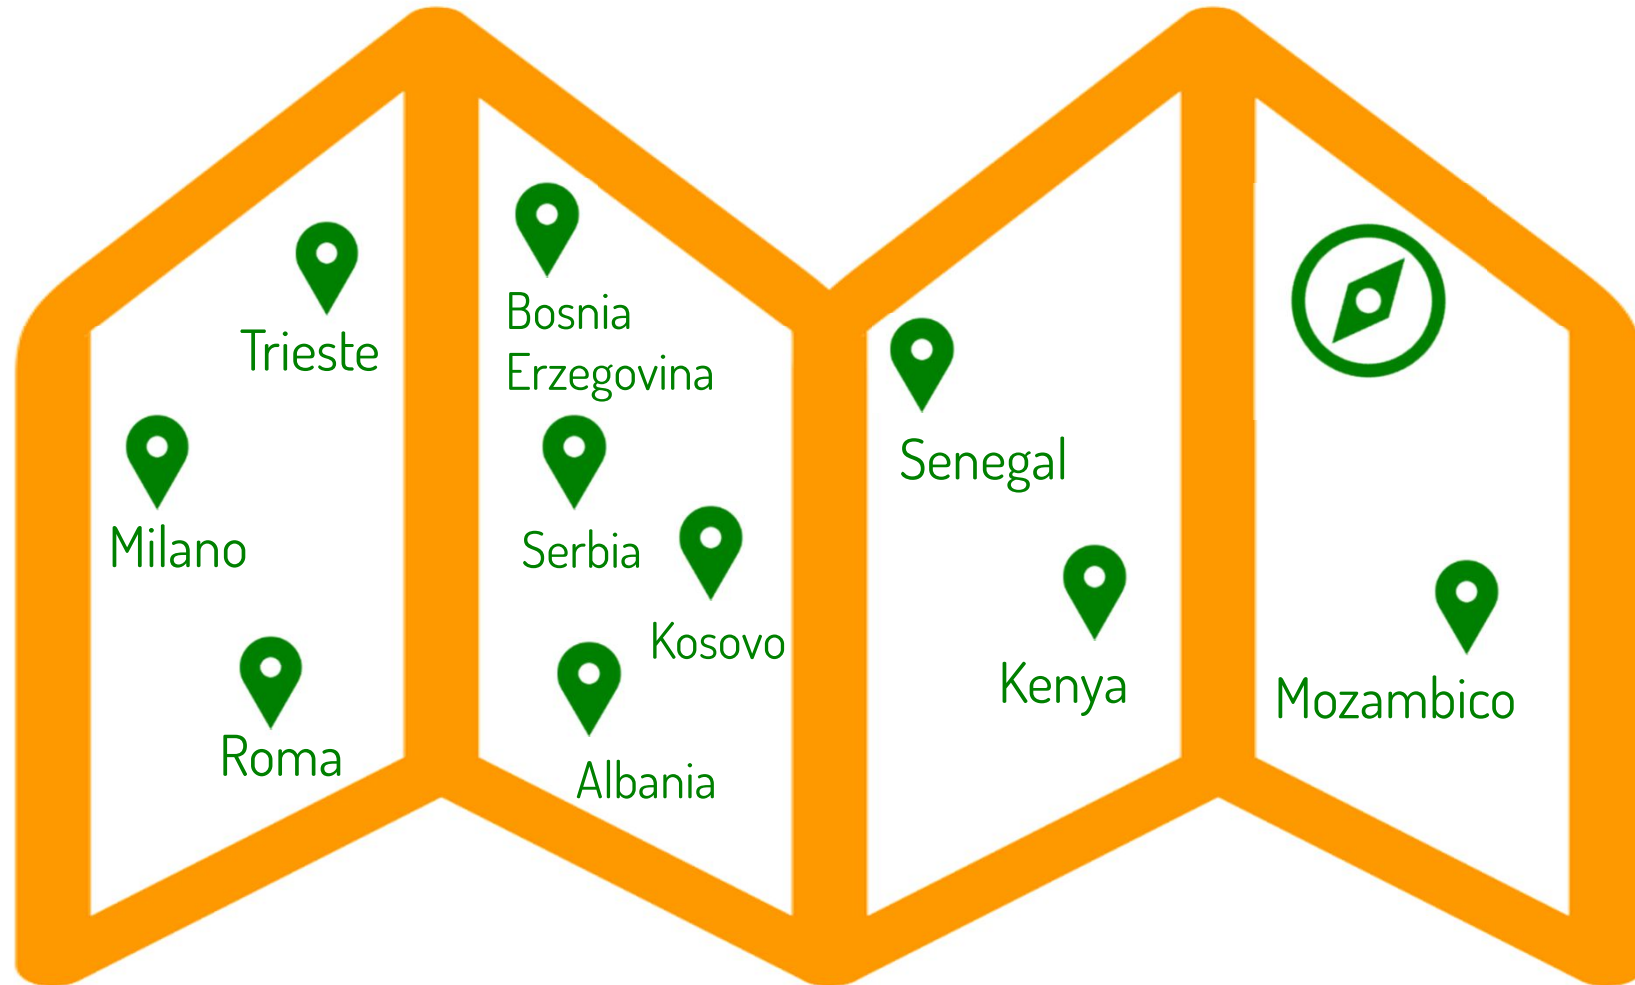 Trieste
Milano
Roma
Bosnia
Erzegovina
Serbia
Kosovo
Albania
Senegal
Kenya
Mozambico